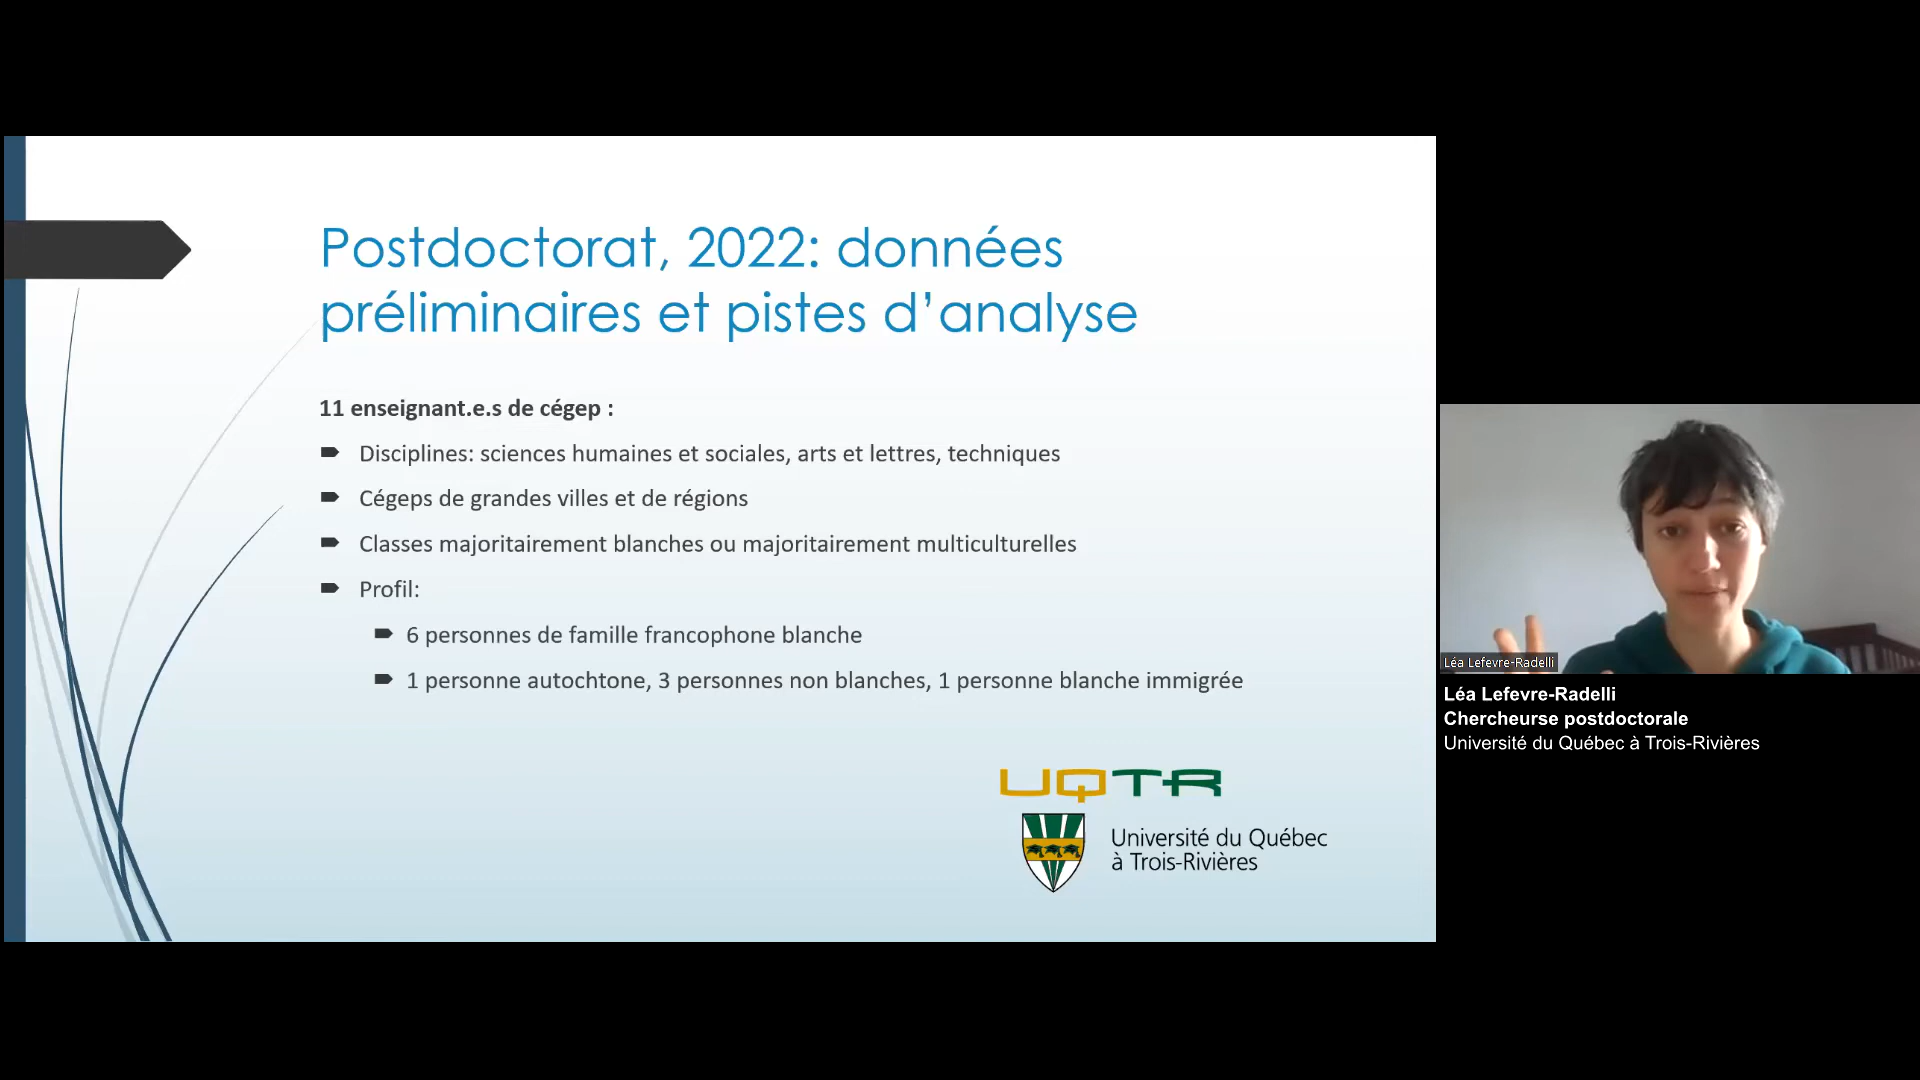 Postdoctorat, 2022: données
préliminaires et pistes d'analyse
11 enseignant.e.s de cégep :
Disciplines: sciences humaines et sociales, arts et lettres, techniques
Cégeps de grandes villes et de régions
Classes majoritairement blanches ou majoritairement multiculturelles
Profil:
6 personnes de famille francophone blanche
1 personne autochtone, 3 personnes non blanches, 1 personne blanche immigrée
UQTR
Université du Québec
à Trois-Rivières
Léa Lefevre-Radelli
Léa Lefevre-Radelli
Chercheurse postdoctorale
Université du Québec à Trois-Rivières